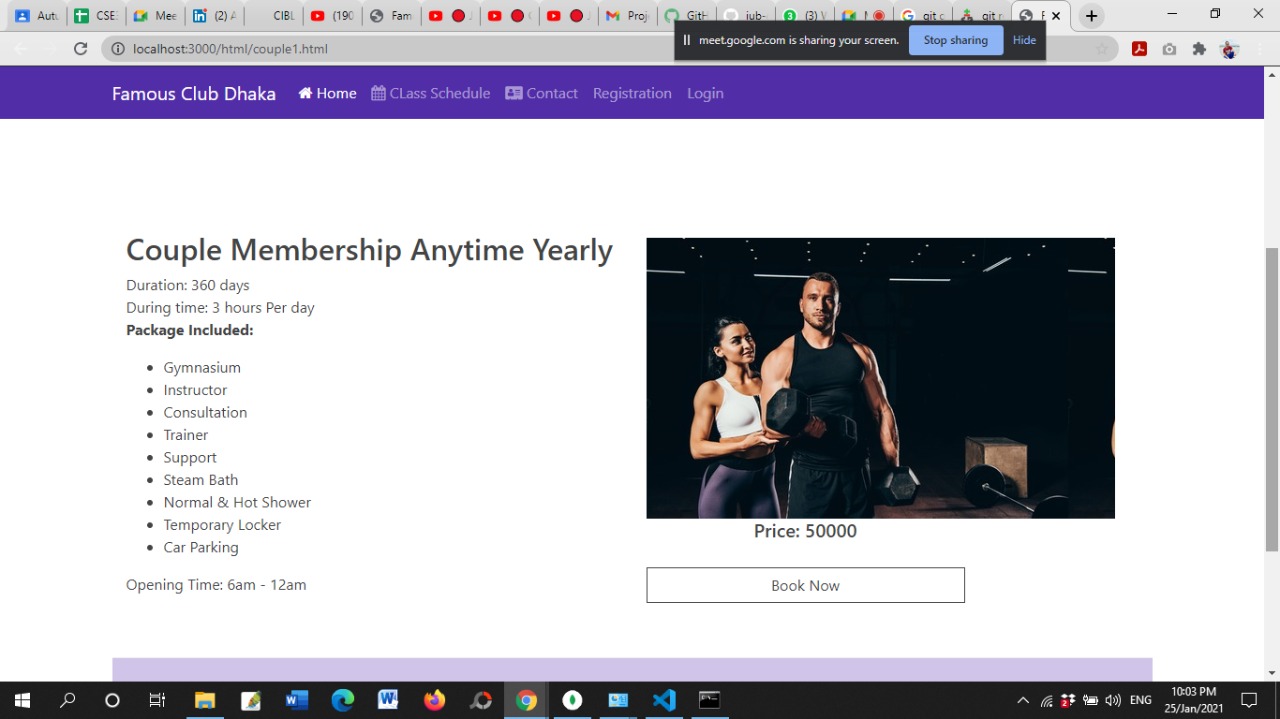 Auto
CSE
Mee
(2) A
CIBL
(190
Fam
Proj
GitH
iub-
(3) W
M
git c
git r
localhost:3000/html/couple1.html
meet.google.com is sharing your screen.
Stop sharing
Hide
Famous Club Dhaka Home CLass Schedule Contact Registration Login
Couple Membership Anytime Yearly
Duration: 360 days
During time: 3 hours Per day
Package Included:
Gymnasium
Instructor
Consultation
Trainer
Support
Steam Bath
Normal & Hot Shower
Temporary Locker
Car Parking
Opening Time: 6am - 12am
Price: 50000
Book Now
ENG
10:03 PM
25/Jan/2021